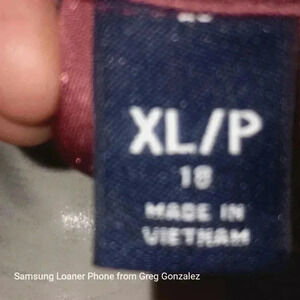 XL/P
18
MADE IN
VIETNAM
Samsung Loaner Phone from Greg Gonzalez